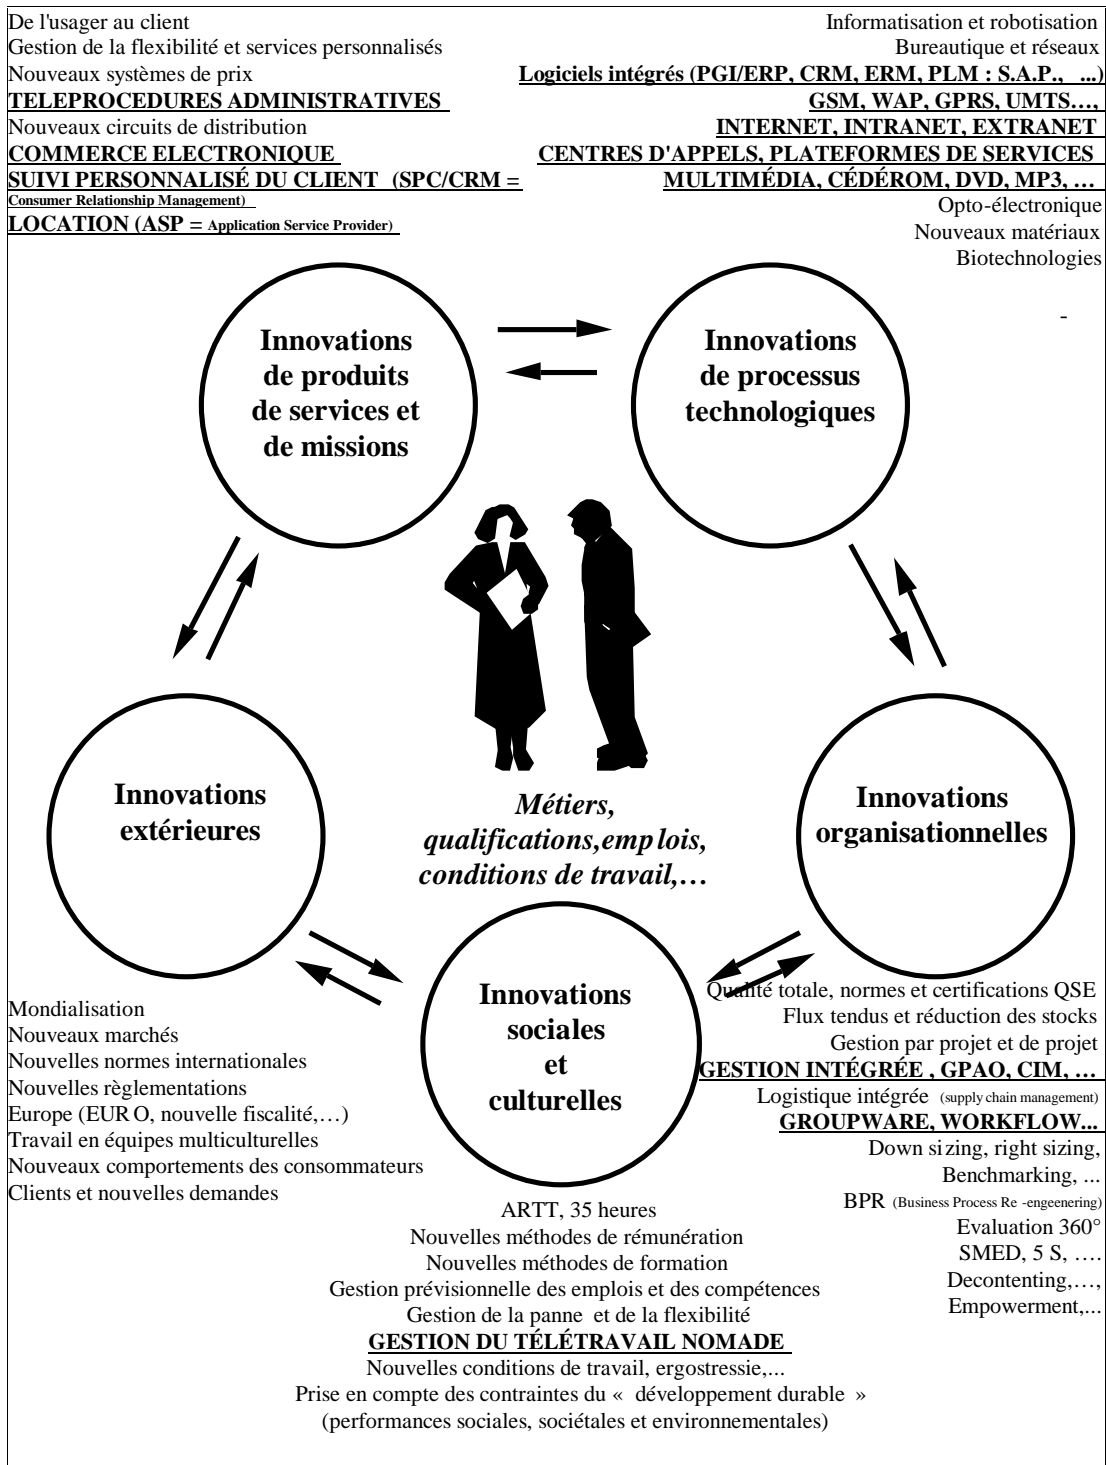 De l'usager au client
Gestion de la flexibilité et services personnalisés
Nouveaux systèmes de prix
TELEPROCEDURES ADMINISTRATIVES
Nouveaux circuits de distribution
COMMERCE ELECTRONIQUE
SUIVI PERSONNALISÉ DU CLIENT (SPC/CRM =
Consumer Relationship Management)
LOCATION (ASP = Application Service Provider)
Informatisation et robotisation
Bureautique et réseaux
Logiciels intégrés (PGI/ERP, CRM, ERM, PLM : S.A.P., ...)
GSM, WAP, GPRS, UMTS…,
INTERNET, INTRANET, EXTRANET
CENTRES D'APPELS, PLATEFORMES DE SERVICES
MULTIMÉDIA, CÉDÉROM, DVD, MP3, …
Opto-électronique
Nouveaux matériaux
Biotechnologies
-
Innovations
de produits
de services et
de missions
Innovations
de processus
technologiques
Innovations
extérieures
Métiers,
qualifications,emplois,
conditions de travail,…
Innovations
organisationnelles
Innovations
sociales
et
culturelles
Mondialisation
Nouveaux marchés
Nouvelles normes internationales
Nouvelles règlementations
Europe (EUR O, nouvelle fiscalité,…)
Travail en équipes multiculturelles
Nouveaux comportements des consommateurs
Clients et nouvelles demandes
Qualité totale, normes et certifications QSE
Flux tendus et réduction des stocks
Gestion par projet et de projet
GESTION INTÉGRÉE , GPAO, CIM, …
Logistique intégrée (supply chain management)
GROUPWARE, WORKFLOW...
Down sizing, right sizing,
Benchmarking, ...
BPR (Business Process Re -engeenering)
Evaluation 360°
SMED, 5 S, ….
Decontenting,…,
Empowerment,...
ARTT, 35 heures
Nouvelles méthodes de rémunération
Nouvelles méthodes de formation
Gestion prévisionnelle des emplois et des compétences
Gestion de la panne et de la flexibilité
GESTION DU TÉLÉTRAVAIL NOMADE
Nouvelles conditions de travail, ergostressie,...
Prise en compte des contraintes du « développement durable »
(performances sociales, sociétales et environnementales)